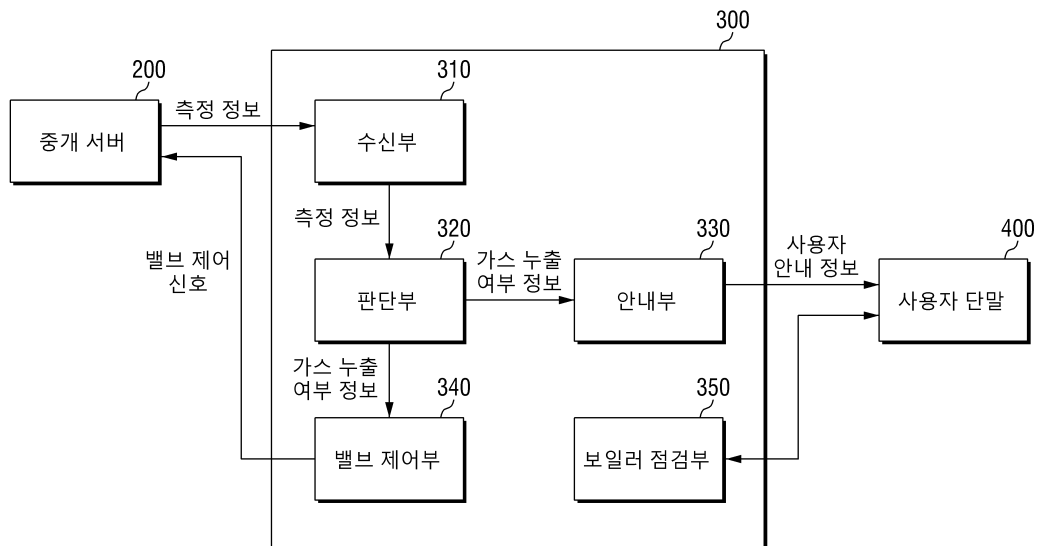 300
200
310
측정 정보
중개 서버
수신부
측정 정보
320
330
400
밸브 제어
신호
가스 누출
여부 정보
사용자
안내 정보
판단부
안내부
사용자 단말
가스 누출
여부 정보
340
350
밸브 제어부
보일러 점검부